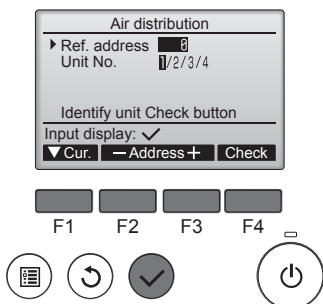 Air distribution
Ref. address 0
Unit No. 1/2/3/4
Identify unit Check button
Input display: ✓
▼ Cur. － Address ＋ Check
F1 F2 F3 F4